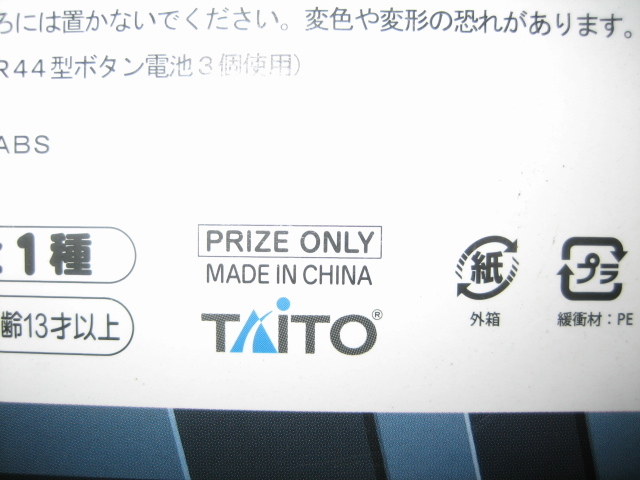 ろには置かないでください。変色や変形の恐れがあります。
R44型ボタン電池3個使用)
ABS
全1種
齢13才以上
PRIZE ONLY
MADE IN CHINA
TAITO®
紙
外箱
プラ
緩衝材：PE